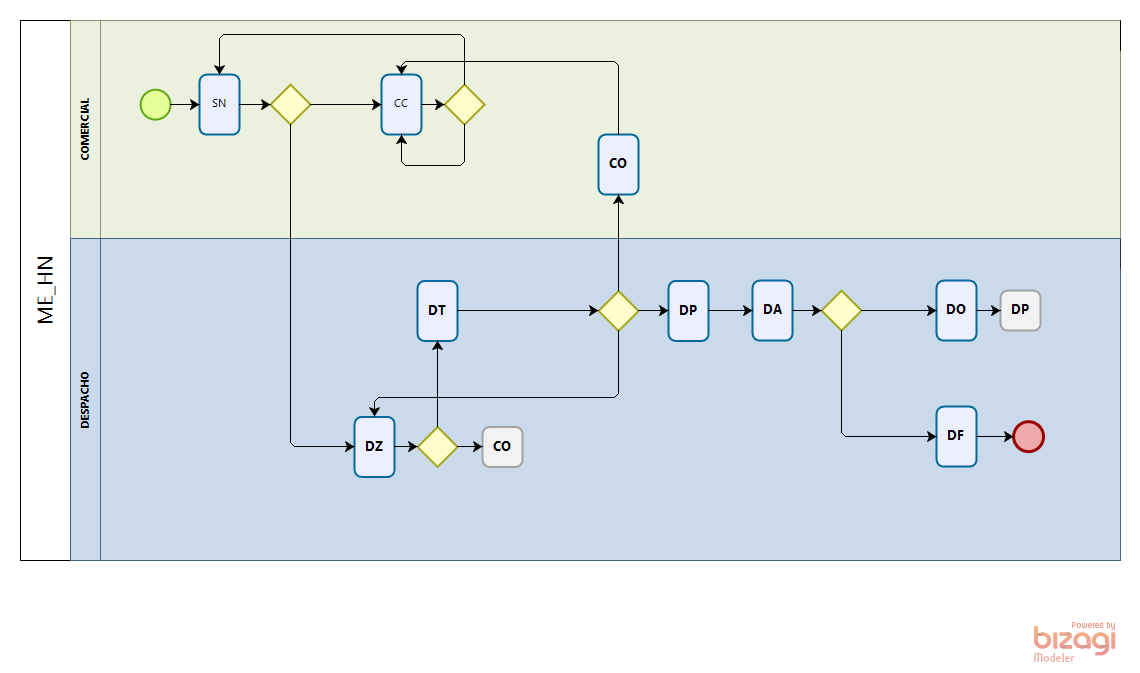 ME_HN
COMERCIAL
SN
CC
CO
DESPACHO
DT
DP
DA
DO
DP
DZ
CO
DF
Powered by
bizagi
Modeler